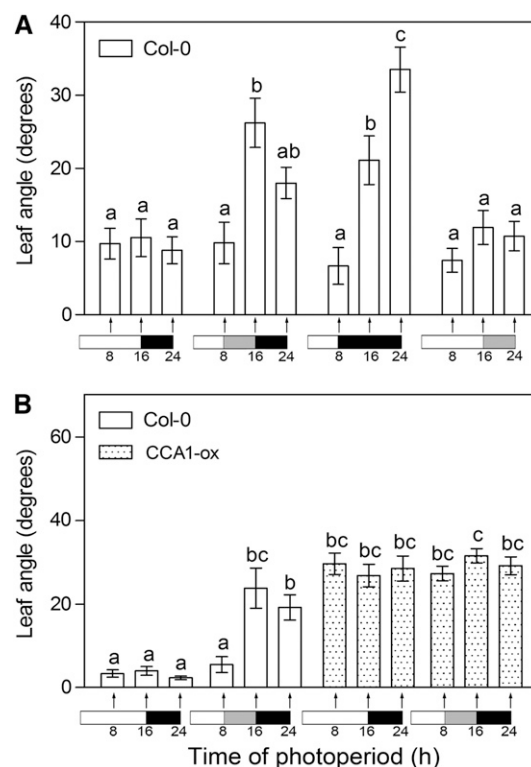 A
40
Col-0
c
30
b
b
ab
20
a
a
a
a
a
a
a
a
10
0
8 16 24 8 16 24 8 16 24 8 16 24
Leaf angle (degrees)
B
60
Col-0
CCA1-ox
40
bc
b
bc
bc
bc
bc
c
bc
20
a
a
a
a
0
8 16 24 8 16 24 8 16 24 8 16 24
Leaf angle (degrees)
Time of photoperiod (h)